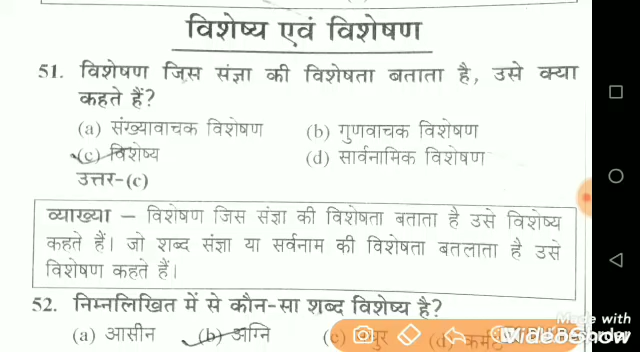 विशेष्य एवं विशेषण
51. विशेषण जिस संज्ञा की विशेषता बताता है, उसे क्या
कहते हैं?
(a) संख्यावाचक विशेषण (b) गुणवाचक विशेषण
(c) विशेष्य (d) सार्वनामिक विशेषण
उत्तर-(c)
व्याख्या – विशेषण जिस संज्ञा की विशेषता बताता है उसे विशेष्य
कहते हैं। जो शब्द संज्ञा या सर्वनाम की विशेषता बतलाता है उसे
विशेषण कहते हैं।
52. निम्नलिखित में से कौन-सा शब्द विशेष्य है?
Made with
(a) आसीन (b) अग्नि (c) (d)